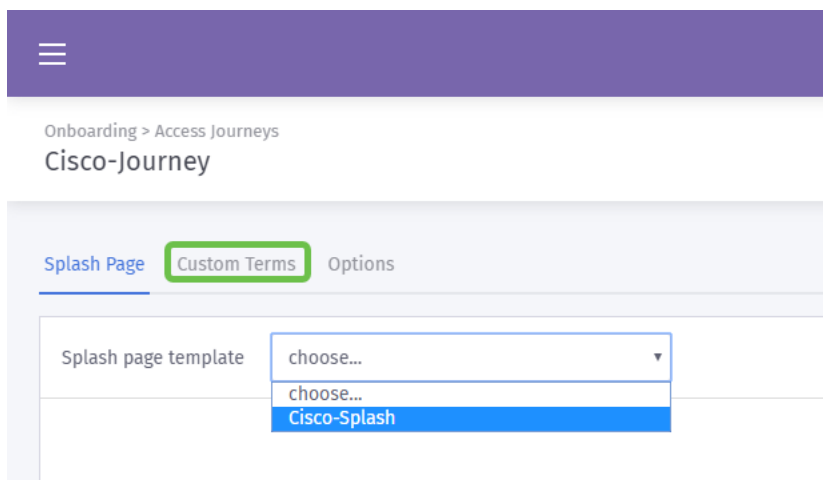 Onboarding > Access Journeys
Cisco-Journey
Splash Page Custom Terms Options
Splash page template choose...
choose...
Cisco-Splash